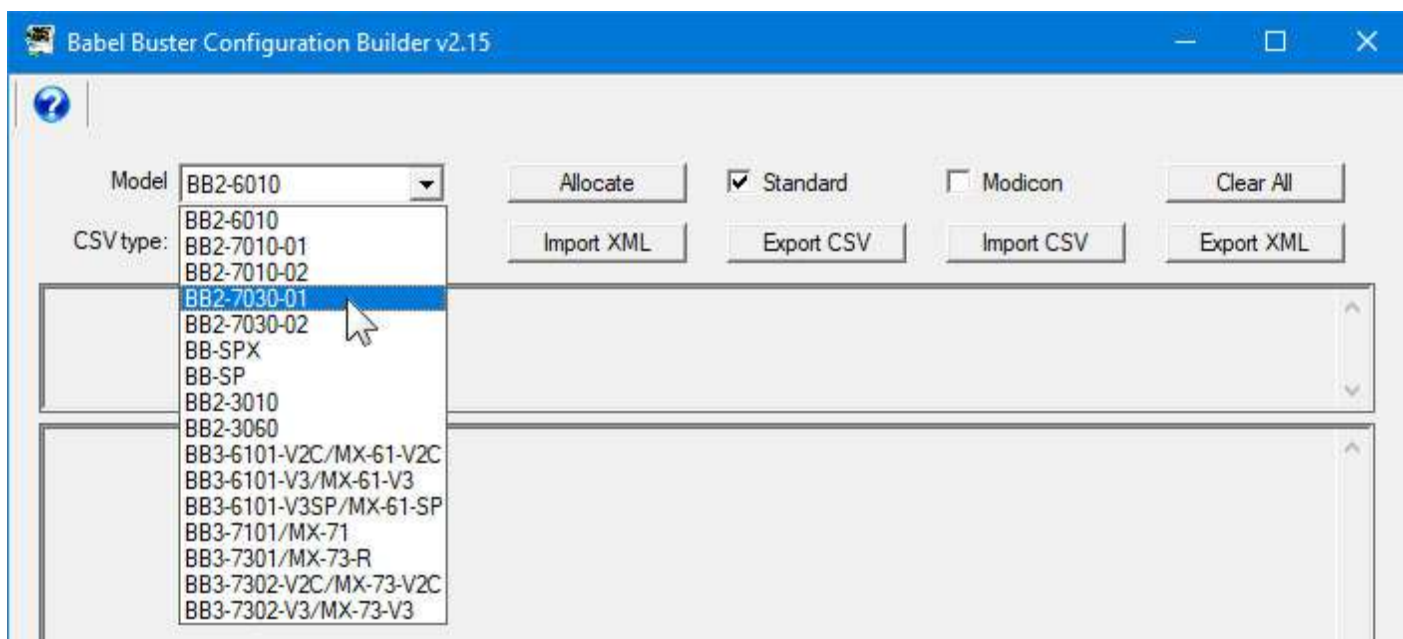 Babel Buster Configuration Builder v2.15
Model BB2-6010 Allocate Standard Modicon Clear All
CSV type: Import XML Export CSV Import CSV Export XML
BB2-6010
BB2-7010-01
BB2-7010-02
BB2-7030-01
BB2-7030-02
BB-SPX
BB-SP
BB2-3010
BB2-3060
BB3-6101-V2C/MX-61-V2C
BB3-6101-V3/MX-61-V3
BB3-6101-V3SP/MX-61-SP
BB3-7101/MX-71
BB3-7301/MX-73-R
BB3-7302-V2C/MX-73-V2C
BB3-7302-V3/MX-73-V3